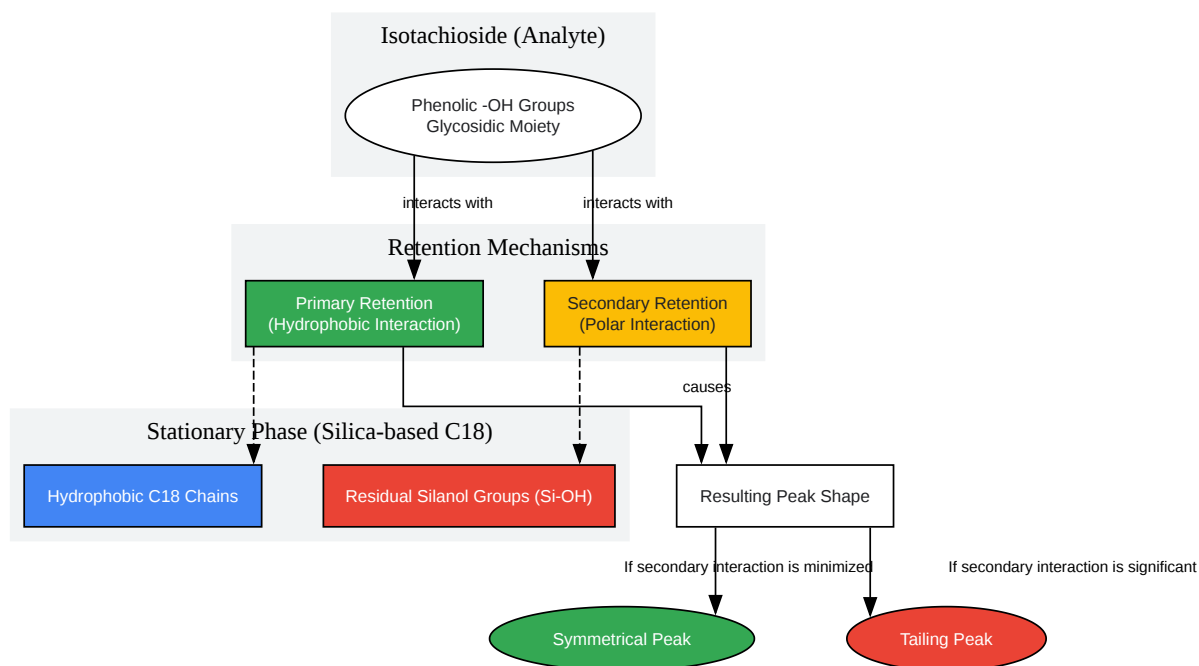 Isotachioside (Analyte)
Phenolic -OH Groups
Glycosidic Moiety
interacts with
interacts with
Retention Mechanisms
Primary Retention
(Hydrophobic Interaction)
Secondary Retention
(Polar Interaction)
causes
Stationary Phase (Silica-based C18)
Hydrophobic C18 Chains
Residual Silanol Groups (Si-OH)
Resulting Peak Shape
If secondary interaction is minimized
If secondary interaction is significant
Symmetrical Peak
Tailing Peak